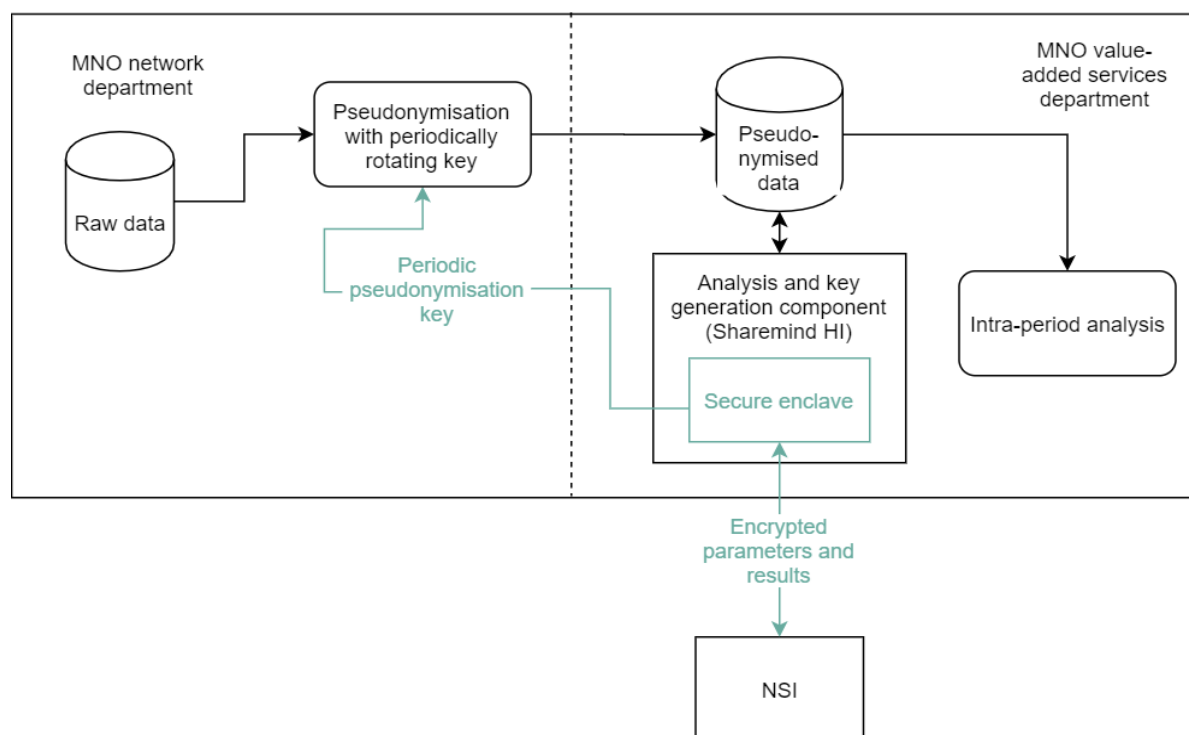 MNO network
department
Raw data
Pseudonymisation
with periodically
rotating key
Periodic
pseudonymisation
key
MNO value-
added services
department
Pseudo-
nymised
data
Analysis and key
generation component
(Sharemind HI)
Secure enclave
Intra-period analysis
Encrypted
parameters and
results
NSI